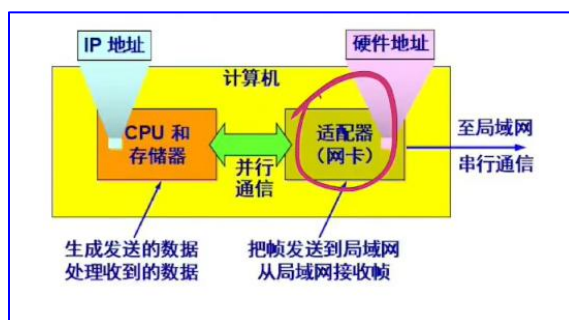 IP 地址
硬件地址
计算机
CPU 和
存储器
并行
通信
适配器
(网卡)
至局域网
串行通信
生成发送的数据
处理收到的数据
把帧发送到局域网
从局域网接收帧